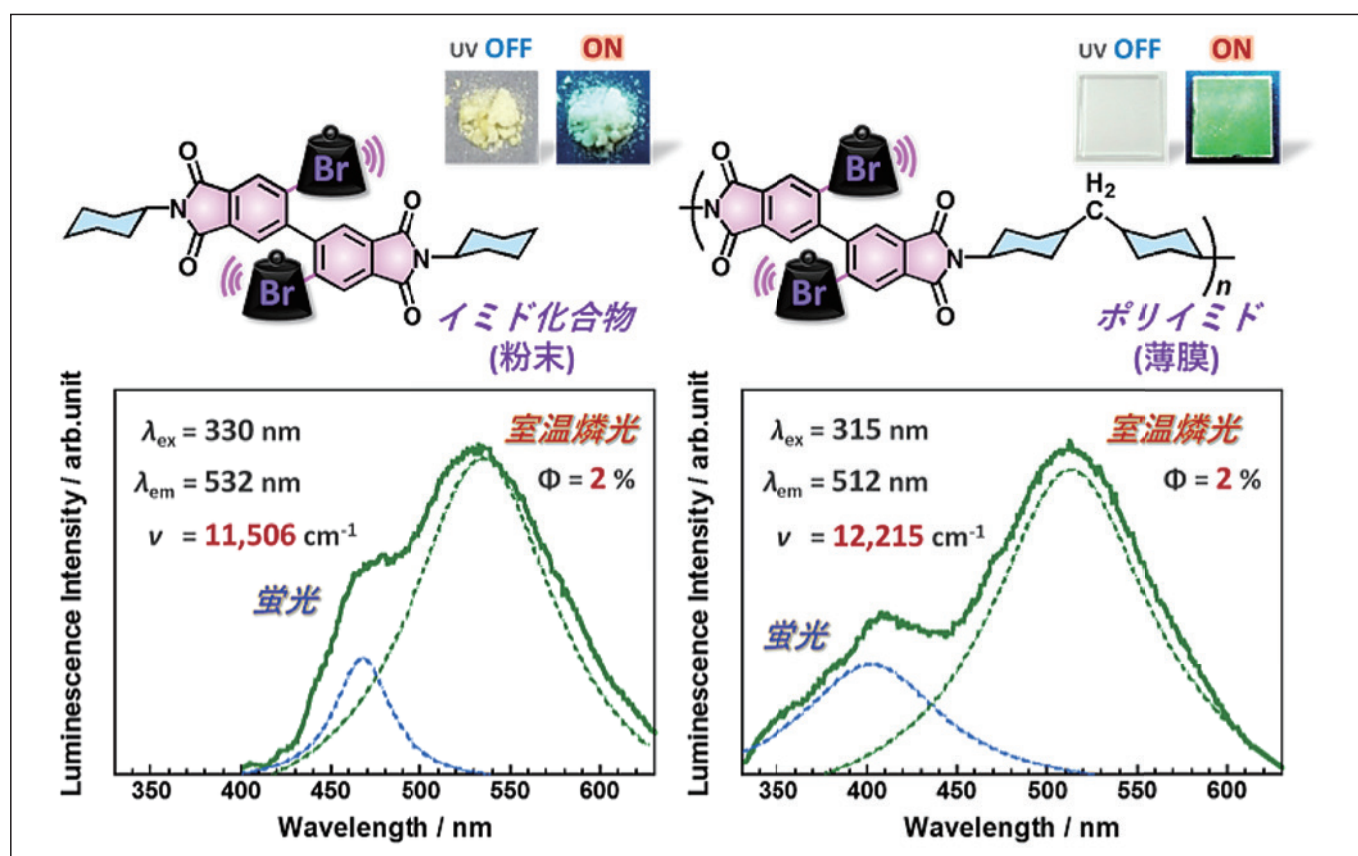 UV OFF ON
Br
Br
O
O
N
O
O
N
イミド化合物
(粉末)
Luminescence Intensity / arb.unit
λex = 330 nm
λem = 532 nm
ν = 11,506 cm-1
室温燐光
Φ = 2 %
蛍光
350 400 450 500 550 600
Wavelength / nm
UV OFF ON
Br
Br
O
O
N
O
O
N
H2
C
n
ポリイミド
(薄膜)
Luminescence Intensity / arb.unit
λex = 315 nm
λem = 512 nm
ν = 12,215 cm-1
室温燐光
Φ = 2 %
蛍光
350 400 450 500 550 600
Wavelength / nm